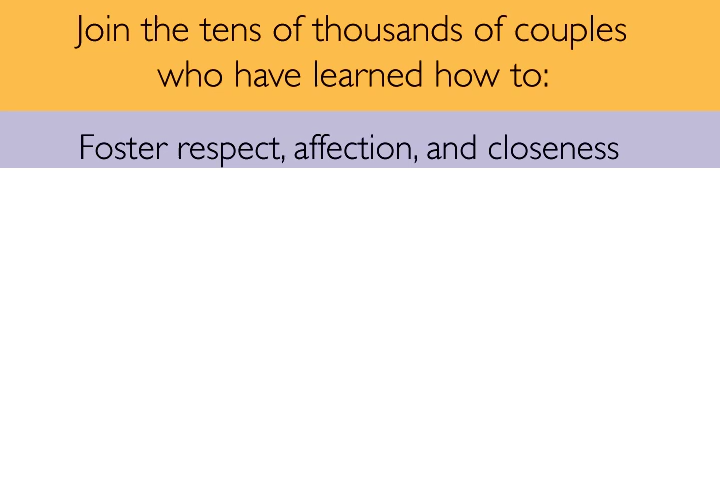 Join the tens of thousands of couples
who have learned how to:
Foster respect, affection, and closeness